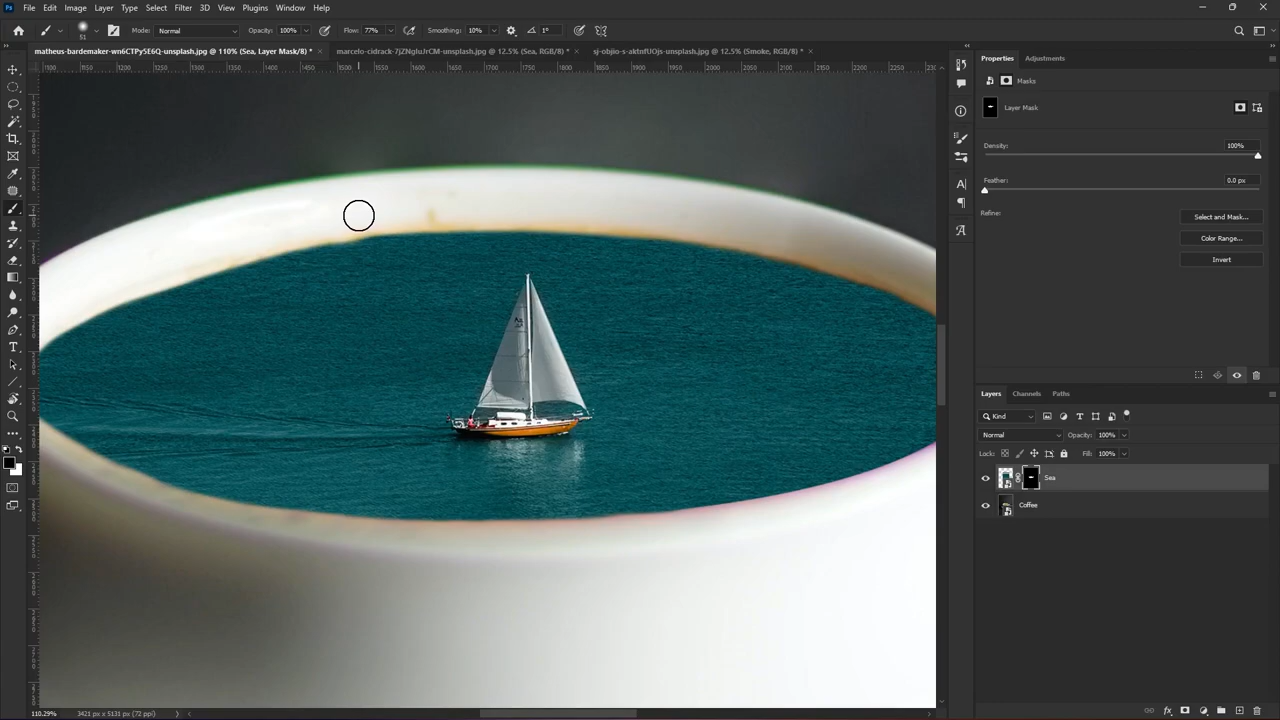 File Edit Image Layer Type Select Filter 3D View Plugins Window Help
Mode: Normal Opacity: 100% Flow: 77% Smoothing: 10% 1°
51
matheus-bardemaker-wn6CTPy5E6Q-unsplash.jpg @ 110% (Sea, Layer Mask/8) * × marcelo-cidrack-7jZNgIuJrCM-unsplash.jpg @ 12.5% (Sea, RGB/8) * × sj-objio-s-aktnfUOjs-unsplash.jpg @ 12.5% (Smoke, RGB/8) * ×
Properties Adjustments
Masks
Layer Mask
Density: 100%
Feather: 0.0 px
Refine: Select and Mask...
Color Range...
Invert
Layers Channels Paths
Kind
Normal Opacity: 100%
Lock: Fill: 100%
Sea
Coffee
110.29% 3421 px x 5131 px (72 ppi)